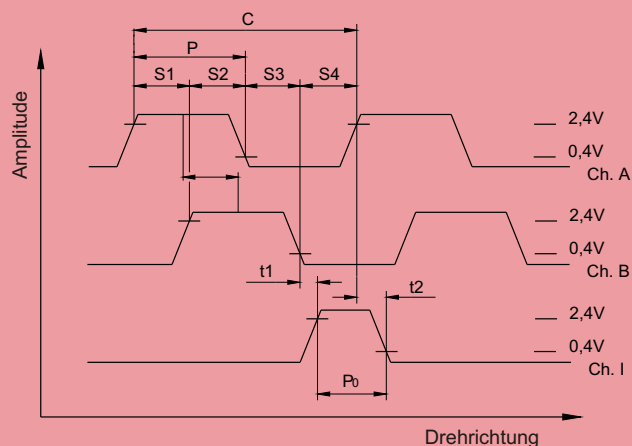 C
P
S1 S2 S3 S4
Amplitude
2,4V
0,4V
Ch. A
2,4V
0,4V
Ch. B
t1
t2
2,4V
0,4V
Ch. I
P0
Drehrichtung